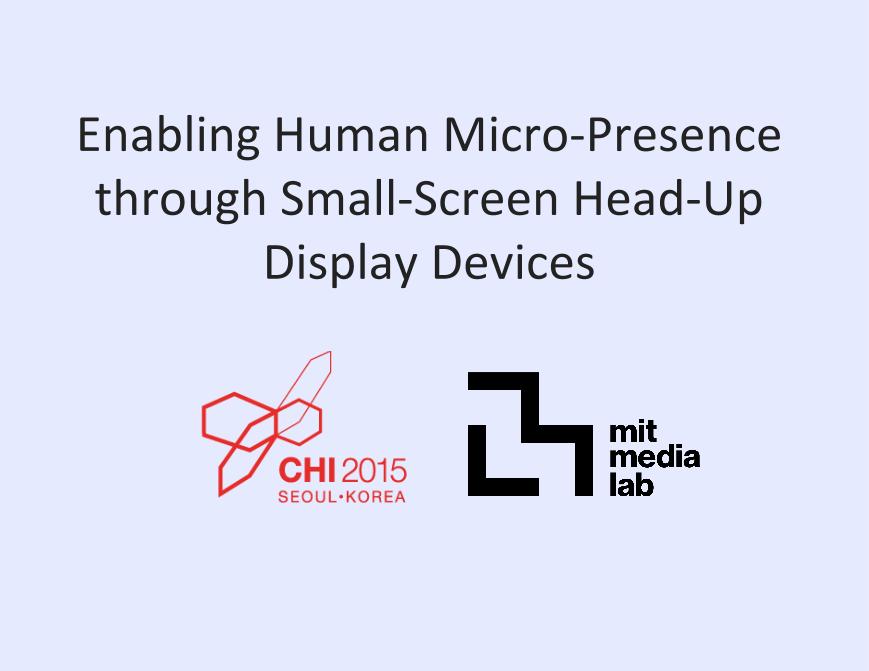 Enabling Human Micro-Presence
through Small-Screen Head-Up
Display Devices
CHI 2015
SEOUL•KOREA
mit
media
lab